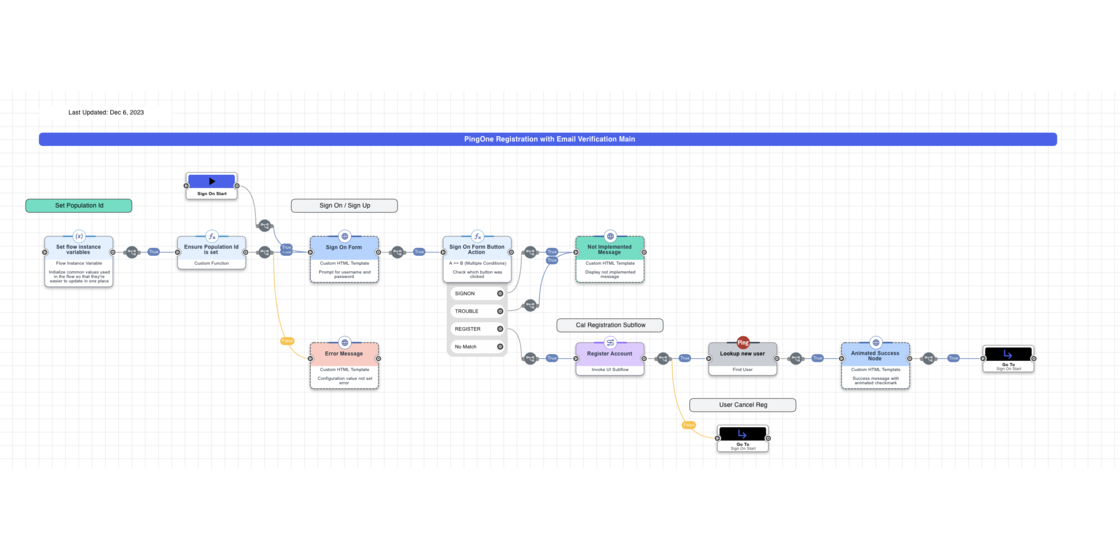 Last Updated: Dec 6, 2023
PingOne Registration with Email Verification Main
Sign On Start
Set Population Id
Sign On / Sign Up
Set flow instance
variables
Flow Instance Variable
Initialize common values used
in the flow so that they're
easier to update in one place
True
Ensure Population Id
is set
Custom Function
True
True
Sign On Form
Custom HTML Template
Prompt for username and
password
True
Sign On Form Button
Action
A == B (Multiple Conditions)
Check which button was
clicked
SIGNON
TROUBLE
REGISTER
No Match
True
True
Not Implemented
Message
Custom HTML Template
Display not implemented
message
False
Error Message
Custom HTML Template
Configuration value not set
error
Cal Registration Subflow
True
Register Account
Invoke UI Subflow
True
Ping
Lookup new user
Find User
True
Animated Success
Node
Custom HTML Template
Success message with
animated checkmark
True
Go To
Sign On Start
User Cancel Reg
False
Go To
Sign On Start